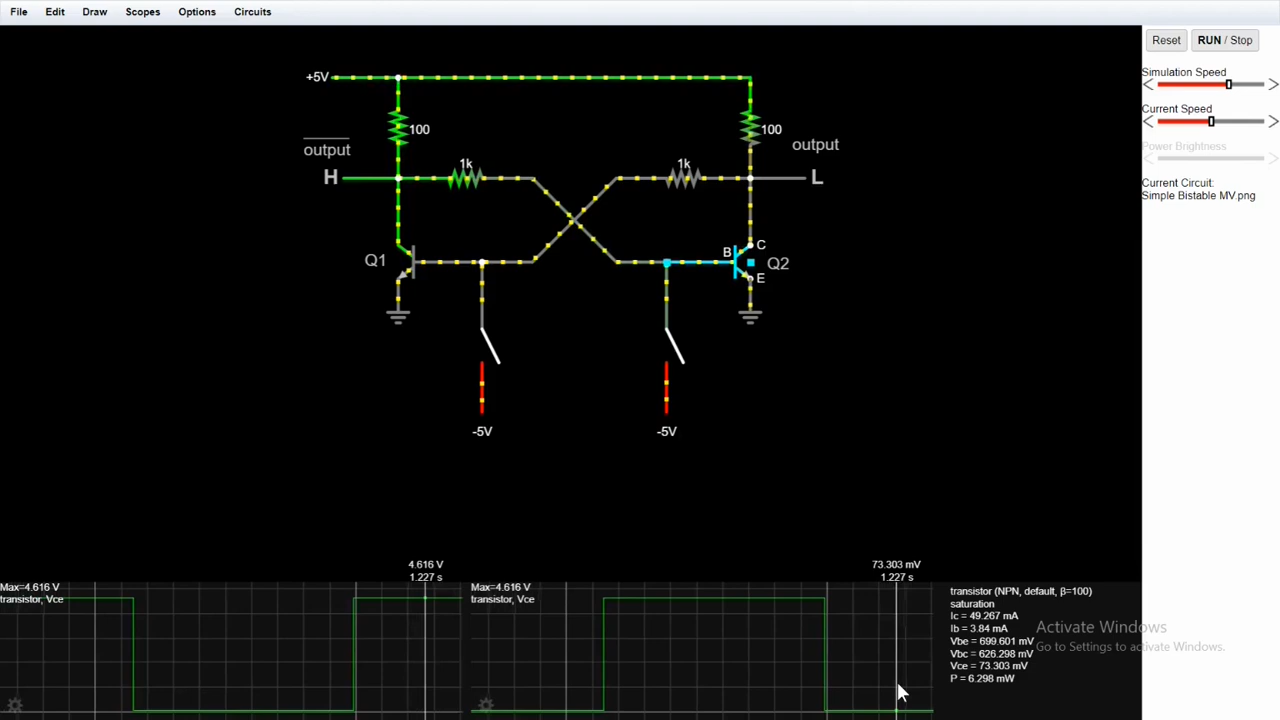 File Edit Draw Scopes Options Circuits
Reset RUN / Stop
Simulation Speed
Current Speed
Power Brightness
Current Circuit:
Simple Bistable MV.png
+5V
100
100
output
output
H
1k
1k
L
Q1
B
C
E
Q2
-5V
-5V
4.616 V
1.227 s
73.303 mV
1.227 s
Max=4.616 V
transistor, Vce
Max=4.616 V
transistor, Vce
transistor (NPN, default, β=100)
saturation
Ic = 49.267 mA
Ib = 3.84 mA
Vbe = 699.601 mV
Vbc = 626.298 mV
Vce = 73.303 mV
P = 6.298 mW
Activate Windows
Go to Settings to activate Windows.